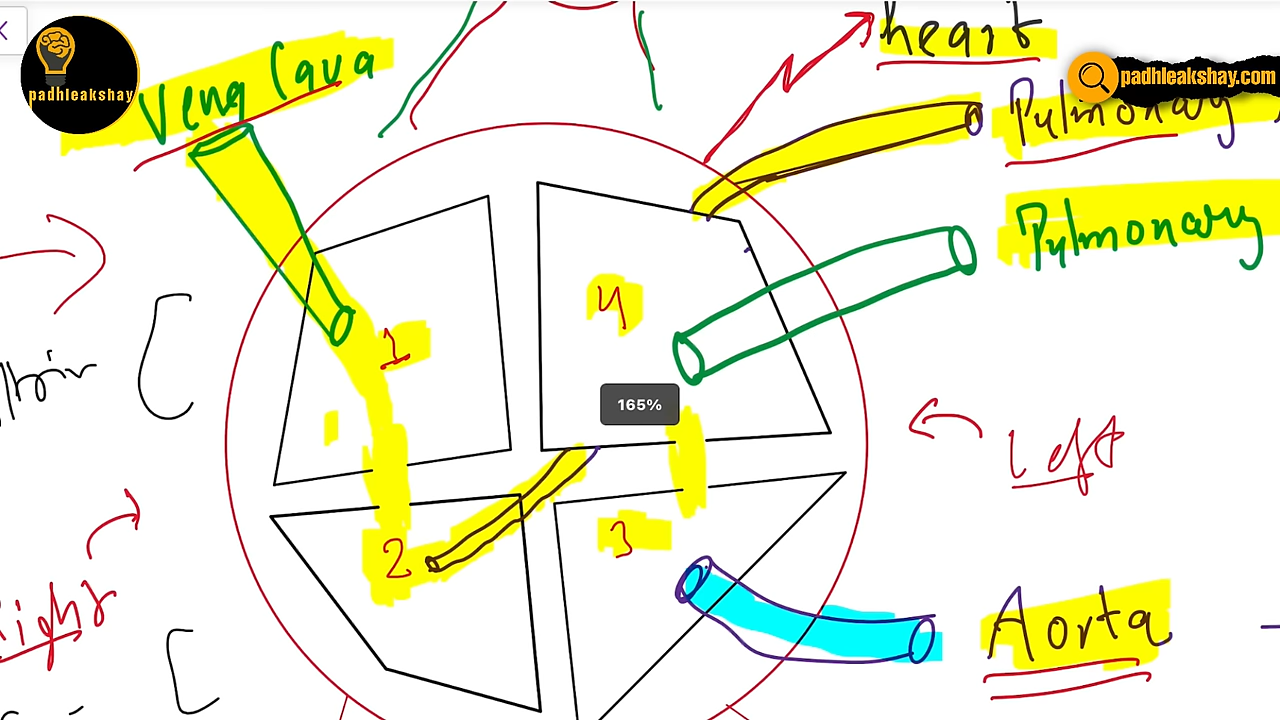 heart
padhleakshay
padhleakshay.com
Vena Cava
Pulmonary
Pulmonary
1
4
165%
Left
2
3
Right
Aorta